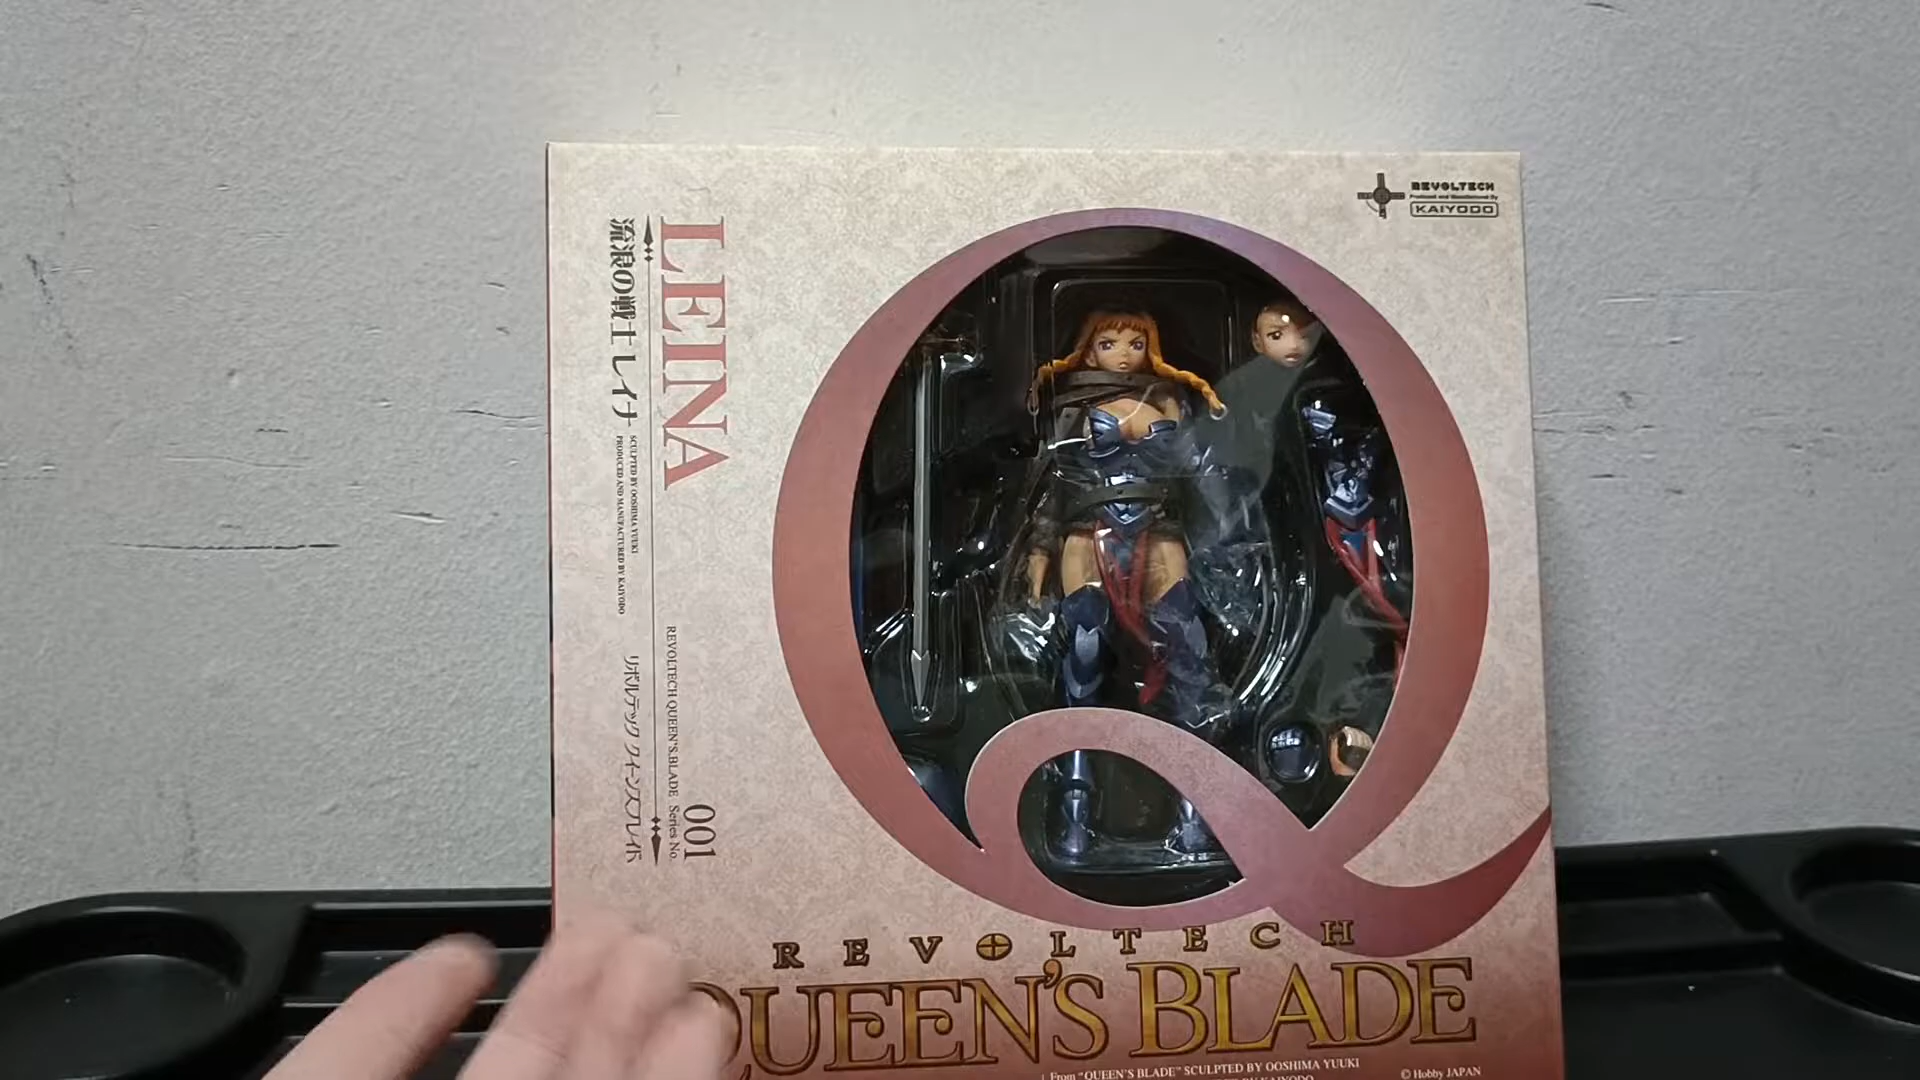 REVOLTECH
Produced and Manufactured By
KAIYODO
LEINA
流浪の戦士 レイナ
SCULPTED BY OOSHIMA YUUKI
PRODUCED AND MANUFACTURED BY KAIYODO
リボルテック クイーンズブレイド
REVOLTECH QUEEN'S BLADE Series No.
001
REVOLTECH
QUEEN'S BLADE
From "QUEEN'S BLADE" SCULPTED BY OOSHIMA YUUKI
BY KAIYODO
© Hobby JAPAN